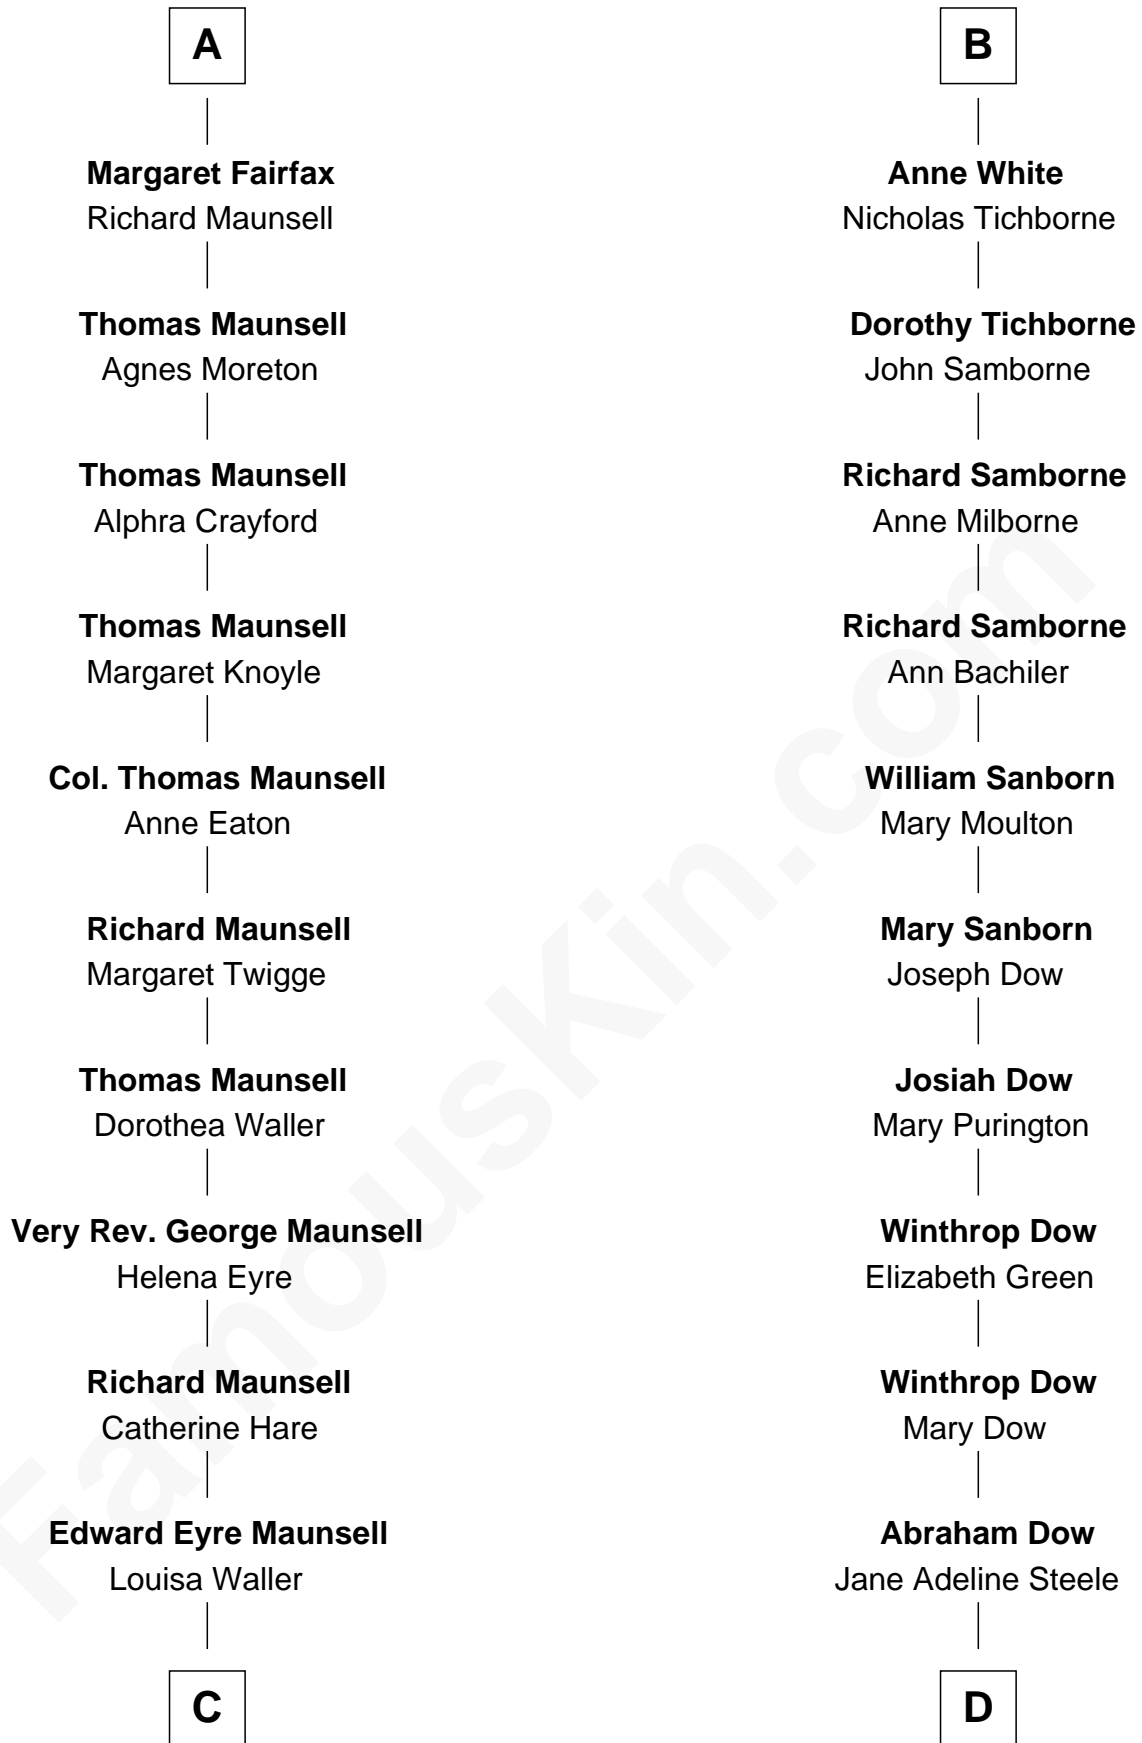 A
Margaret Fairfax
Richard Maunsell
Thomas Maunsell
Agnes Moreton
Thomas Maunsell
Alphra Crayford
Thomas Maunsell
Margaret Knoyle
Col. Thomas Maunsell
Anne Eaton
Richard Maunsell
Margaret Twigge
Thomas Maunsell
Dorothea Waller
Very Rev. George Maunsell
Helena Eyre
Richard Maunsell
Catherine Hare
Edward Eyre Maunsell
Louisa Waller
C
B
Anne White
Nicholas Tichborne
Dorothy Tichborne
John Samborne
Richard Samborne
Anne Milborne
Richard Samborne
Ann Bachiler
William Sanborn
Mary Moulton
Mary Sanborn
Joseph Dow
Josiah Dow
Mary Purington
Winthrop Dow
Elizabeth Green
Winthrop Dow
Mary Dow
Abraham Dow
Jane Adeline Steele
D
FamousKin.com